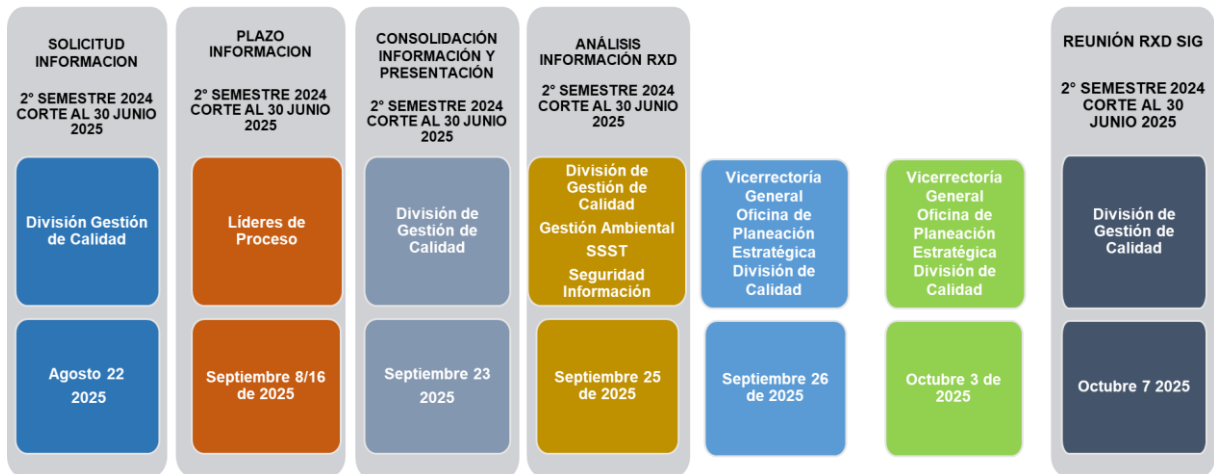 SOLICITUD
INFORMACION
2° SEMESTRE 2024
CORTE AL 30 JUNIO
2025
División Gestión
de Calidad
Agosto 22
2025
PLAZO
INFORMACION
2° SEMESTRE 2024
CORTE AL 30 JUNIO
2025
Líderes de
Proceso
Septiembre 8/16
de 2025
CONSOLIDACIÓN
INFORMACIÓN Y
PRESENTACIÓN
2° SEMESTRE 2024
CORTE AL 30 JUNIO
2025
División de
Gestión de
Calidad
Septiembre 23
2025
ANÁLISIS
INFORMACIÓN RXD
2° SEMESTRE 2024
CORTE AL 30 JUNIO
2025
División de
Gestión de
Calidad
Gestión Ambiental
SSST
Seguridad
Información
Septiembre 25
de 2025
Vicerrectoría
General
Oficina de
Planeación
Estratégica
División de
Calidad
Septiembre 26
de 2025
Vicerrectoría
General
Oficina de
Planeación
Estratégica
División de
Calidad
Octubre 3 de
2025
REUNIÓN RXD SIG
2° SEMESTRE 2024
CORTE AL 30
JUNIO 2025
División de
Gestión de
Calidad
Octubre 7 2025